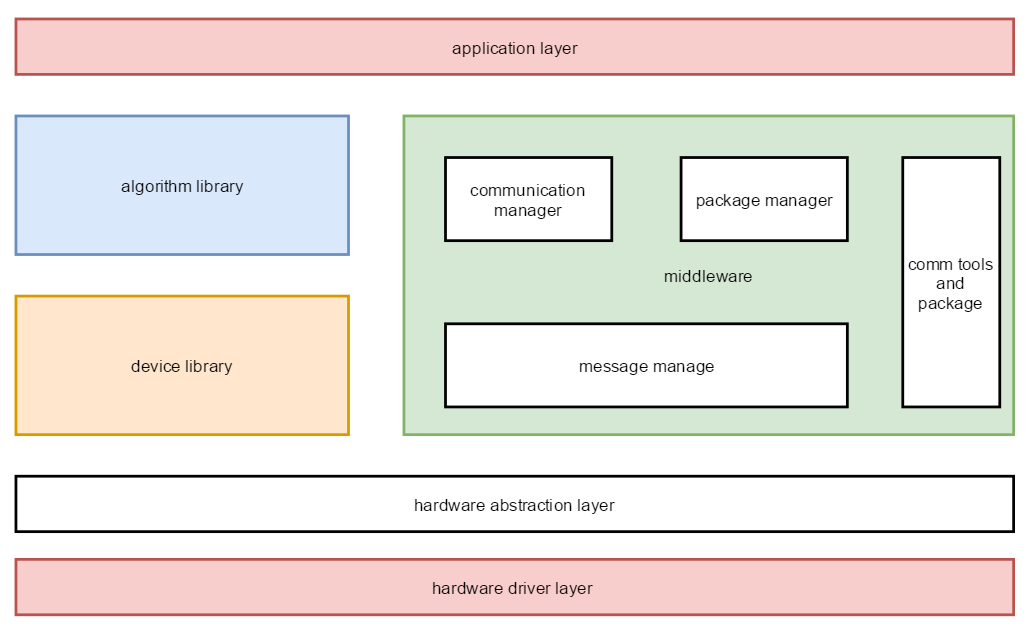 application layer
algorithm library
communication
manager
package manager
comm tools
and
package
middleware
device library
message manage
hardware abstraction layer
hardware driver layer